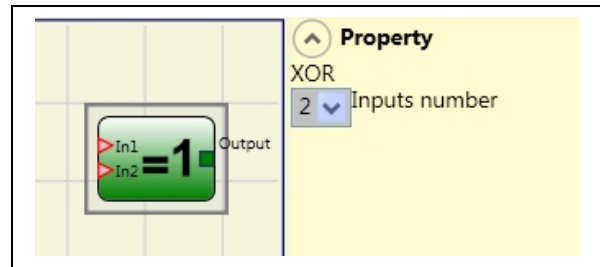 Property
XOR
2 Inputs number
In1
In2
=1
Output